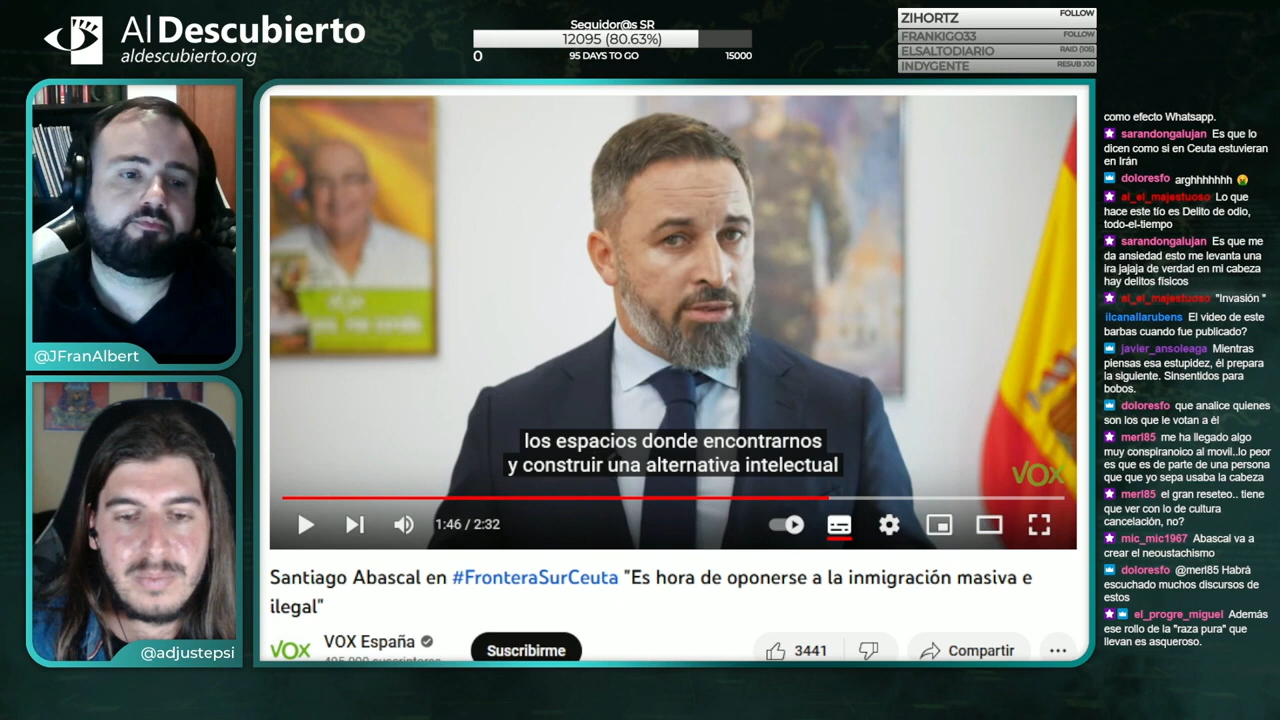 Al Descubierto
aldescubierto.org
Seguidor@s SR
12095 (80.63%)
0
95 DAYS TO GO
15000
ZIHORTZ FOLLOW
FRANKIGO33 FOLLOW
ELSALTODIARIO RAID (105)
INDYGENTE RESUB X10
@JFranAlbert
@adjustepsi
los espacios donde encontrarnos
y construir una alternativa intelectual
VOX
1:46 / 2:32
Santiago Abascal en #FronteraSurCeuta "Es hora de oponerse a la inmigración masiva e
ilegal"
VOX
VOX España
Suscribirme
3441
Compartir
como efecto Whatsapp.
sarandongalujan Es que lo
dicen como si en Ceuta estuvieran
en Irán
doloresfo arghhhhhhh
al_el_majestuoso Lo que
hace este tío es Delito de odio,
todo-el-tiempo
sarandongalujan Es que me
da ansiedad esto me levanta una
ira jajaja de verdad en mi cabeza
hay delitos físicos
al_el_majestuoso "Invasión "
ilcanallarubens El video de este
barbas cuando fue publicado?
javier_ansoleaga Mientras
piensas esa estupidez, él prepara
la siguiente. Sinsentidos para
bobos.
doloresfo que analice quienes
son los que le votan a él
merl85 me ha llegado algo
muy conspiranoico al movil..lo peor
es que es de parte de una persona
que que yo sepa usaba la cabeza
merl85 el gran reseteo.. tiene
que ver con lo de cultura
cancelación, no?
mic_mic1967 Abascal va a
crear el neoustachismo
doloresfo @merl85 Habrá
escuchado muchos discursos de
estos
el_progre_miguel Además
ese rollo de la "raza pura" que
llevan es asqueroso.